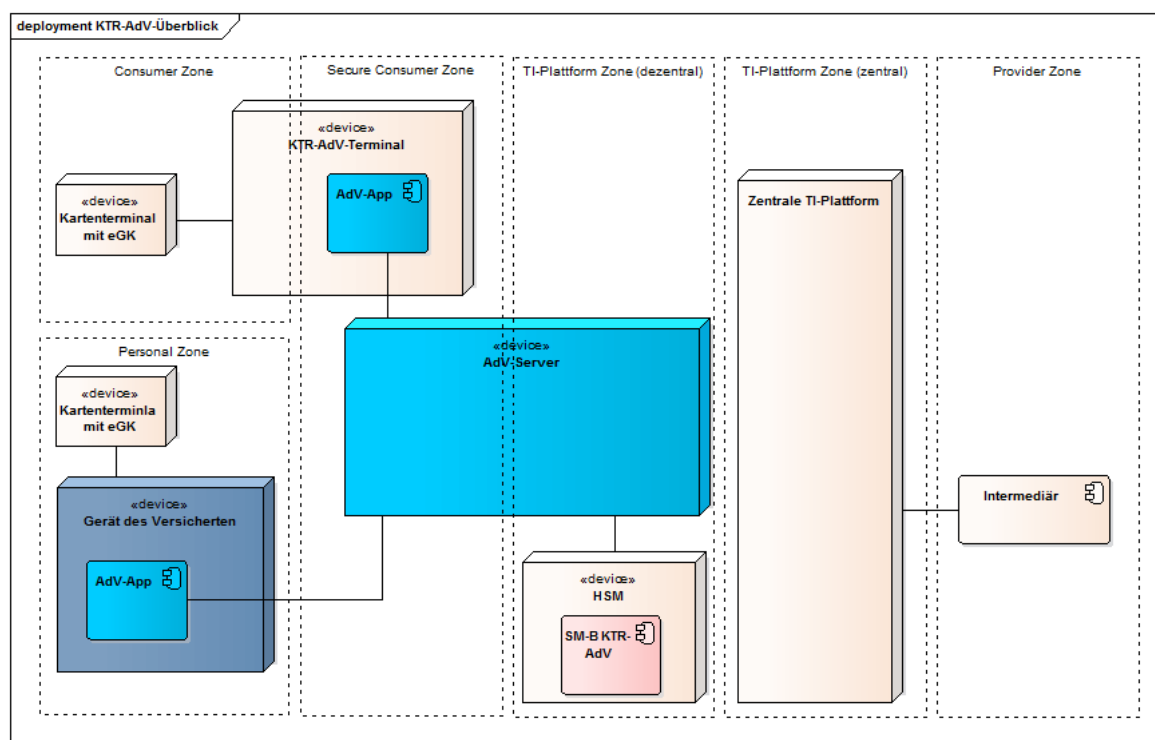 deployment KTR-AdV-Überblick
Consumer Zone
Secure Consumer Zone
TI-Plattform Zone (dezentral)
TI-Plattform Zone (zentral)
Provider Zone
«device»
KTR-AdV-Terminal
AdV-App
«device»
Kartenterminal
mit eGK
Zentrale TI-Plattform
«device»
AdV-Server
Personal Zone
«device»
Kartenterminla
mit eGK
«device»
Gerät des Versicherten
AdV-App
Intermediär
«device»
HSM
SM-B KTR-
AdV